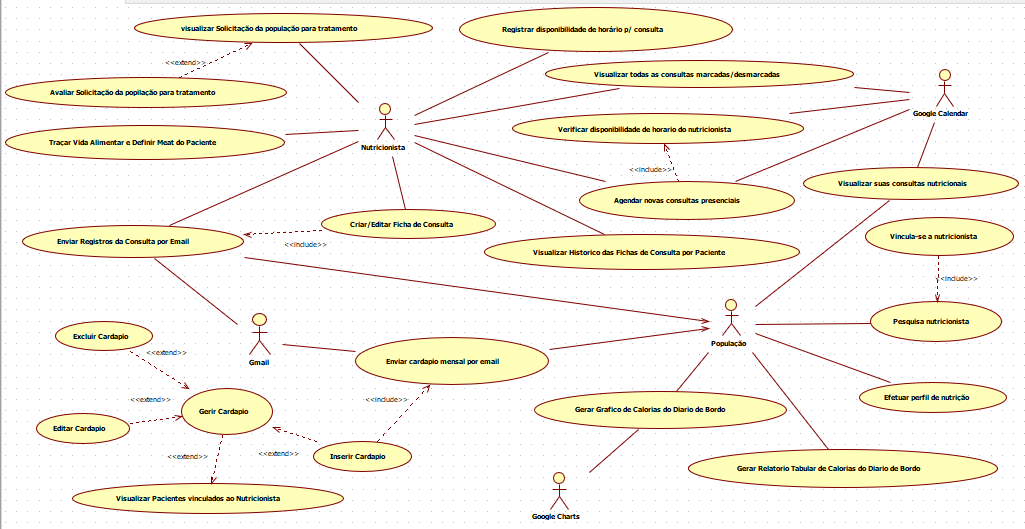 visualizar Solicitação da população para tratamento
Registrar disponibilidade de horário p/ consulta
<<extend>>
Visualizar todas as consultas marcadas/desmarcadas
Avaliar Solicitação da popilação para tratamento
Google Calendar
Verificar disponibilidade de horario do nutricionista
Traçar Vida Alimentar e Definir Meat do Paciente
Nutricionista
<<include>>
Visualizar suas consultas nutricionais
Agendar novas consultas presenciais
Criar/Editar Ficha de Consulta
Vincula-se a nutricionista
Enviar Registros da Consulta por Email
<<include>>
Visualizar Historico das Fichas de Consulta por Paciente
<<include>>
Pesquisa nutricionista
Excluir Cardapio
População
<<extend>>
Gmail
Enviar cardapio mensal por email
Efetuar perfil de nutrição
<<extend>>
<<include>>
Gerir Cardapio
Gerar Grafico de Calorias do Diario de Bordo
Editar Cardapio
<<extend>>
<<extend>>
Inserir Cardapio
Gerar Relatorio Tabular de Calorias do Diario de Bordo
Visualizar Pacientes vinculados ao Nutricionista
Google Charts